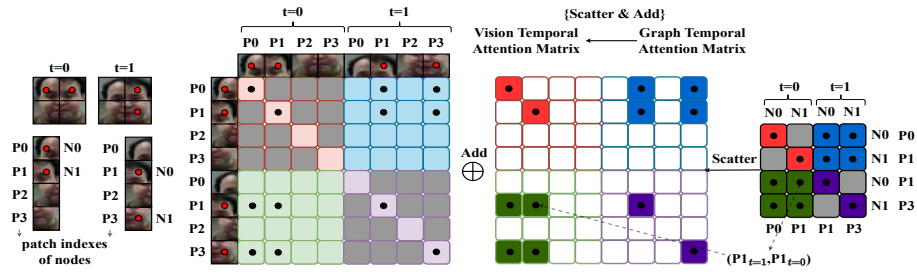 t=0 t=1
P0 N0
P1 N1 P1 N0
P2 P2
P3 P3 N1
P0
patch indexes
of nodes
t=0 t=1
P0 P1 P2 P3 P0 P1 P2 P3
P0
P1
P2
P3
P0
P1
P2
P3
Add
{Scatter & Add}
Vision Temporal
Attention Matrix
Graph Temporal
Attention Matrix
Scatter
t=0 t=1
N0 N1 N0 N1
N0 P0
N1 P1
N0 P1
N1 P3
P0 P1 P1 P3
(P1t=1,P1t=0)